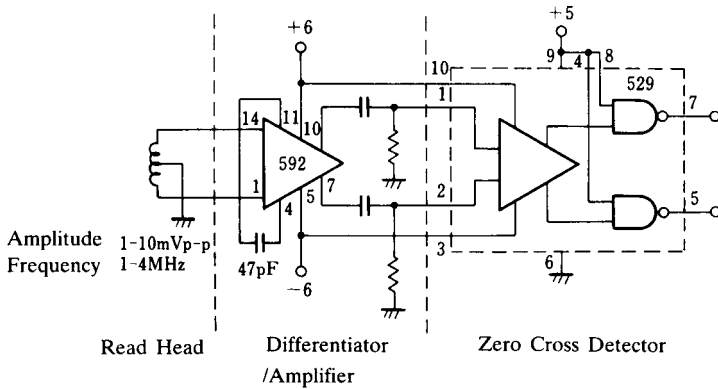 +6
+5
9 4 8
10
529
1
7
14
11
10
592
1
7
2
5
4
5
3
6
47pF
−6
Amplitude 1-10mVp-p
Frequency 1-4MHz
Read Head
Differentiator
/Amplifier
Zero Cross Detector